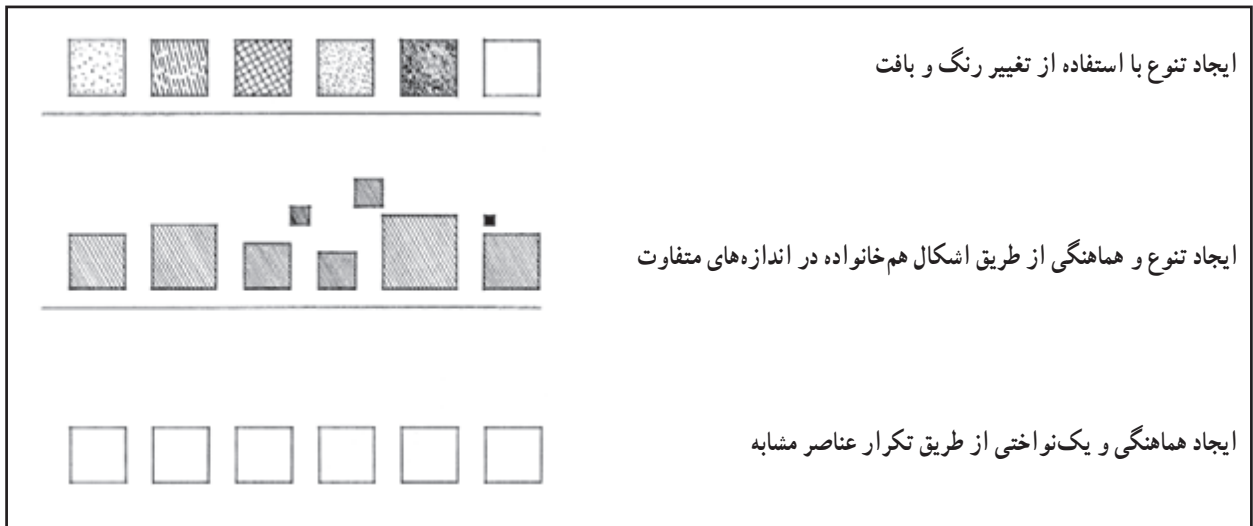 ایجاد تنوع با استفاده از تغییر رنگ و بافت
ایجاد تنوع و هماهنگی از طریق اشکال هم‌خانواده در اندازه‌های متفاوت
ایجاد هماهنگی و یک‌نواختی از طریق تکرار عناصر مشابه